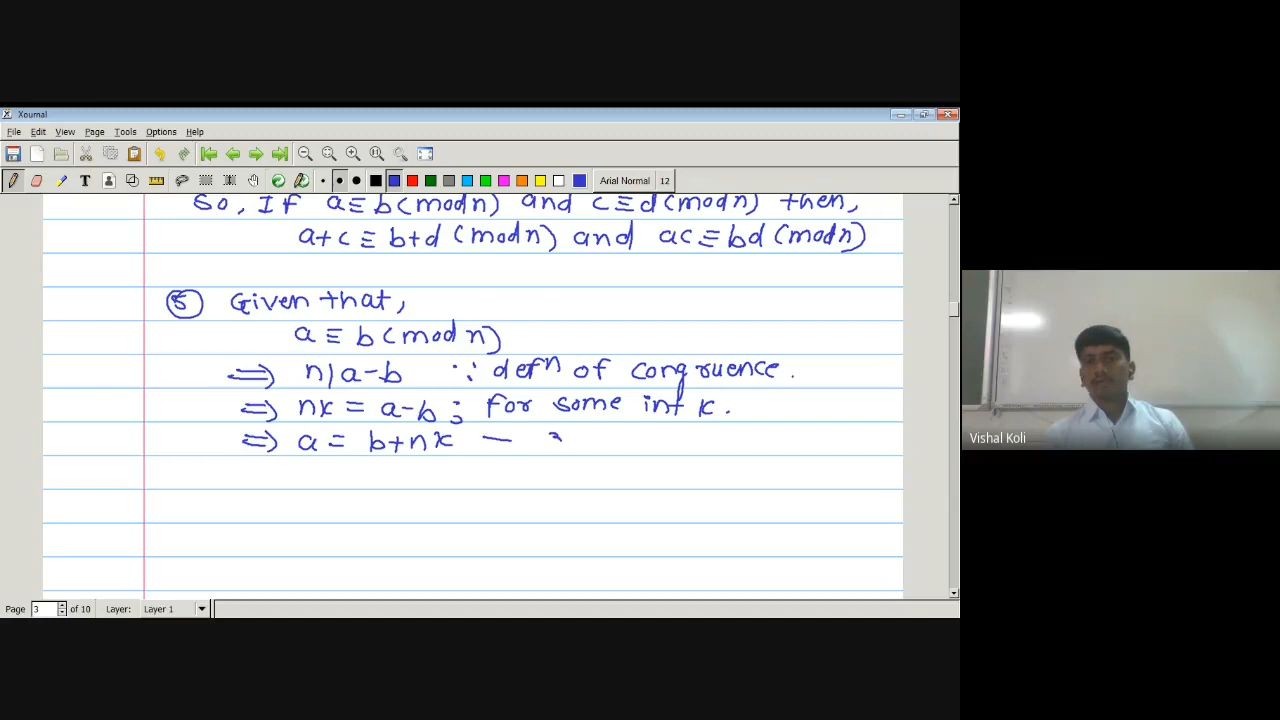 Xournal
File Edit View Page Tools Options Help
Arial Normal 12
So, If a≡b(mod n) and c≡d(mod n) then,
a+c ≡ b+d (mod n) and ac≡bd(mod n)
⑤ Given that,
a ≡ b(mod n)
⇒ n|a-b ∵ defⁿ of congruence.
⇒ nk = a-b; for some int k.
⇒ a = b+nk —
Vishal Koli
Page 3 of 10 Layer: Layer 1